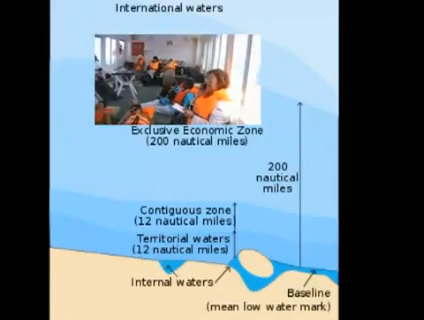 International waters
Exclusive Economic Zone
(200 nautical miles)
200
nautical
miles
Contiguous zone
(12 nautical miles)
Territorial waters
(12 nautical miles)
Internal waters
Baseline
(mean low water mark)